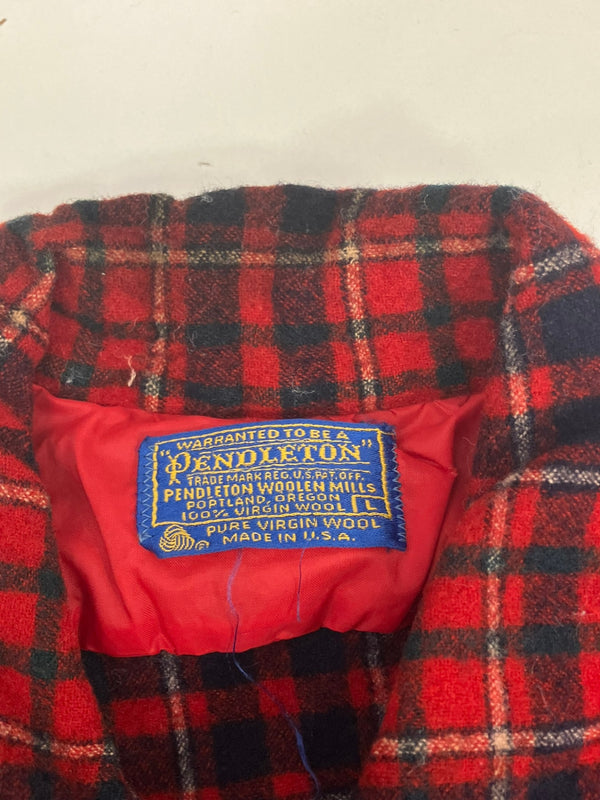 "WARRANTED TO BE A
PENDLETON"
TRADE MARK REG. U.S. PAT. OFF.
PENDLETON WOOLEN MILLS
PORTLAND, OREGON
100% VIRGIN WOOL L
PURE VIRGIN WOOL
R MADE IN U.S.A.